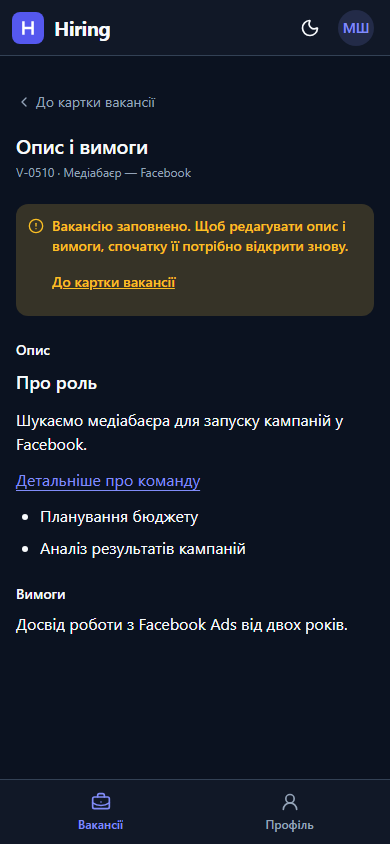 H Hiring МШ
До картки вакансії
Опис і вимоги
V-0510 · Медіабаєр — Facebook
Вакансію заповнено. Щоб редагувати опис і
вимоги, спочатку її потрібно відкрити знову.
До картки вакансії
Опис
Про роль
Шукаємо медіабаєра для запуску кампаній у
Facebook.
Детальніше про команду
• Планування бюджету
• Аналіз результатів кампаній
Вимоги
Досвід роботи з Facebook Ads від двох років.
Вакансії Профіль